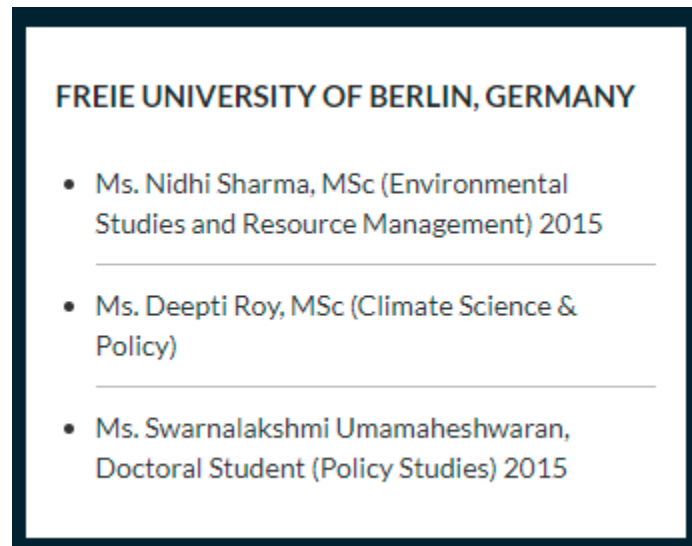 FREIE UNIVERSITY OF BERLIN, GERMANY
Ms. Nidhi Sharma, MSc (Environmental
Studies and Resource Management) 2015
Ms. Deepti Roy, MSc (Climate Science &
Policy)
Ms. Swarnalakshmi Umamaheshwaran,
Doctoral Student (Policy Studies) 2015